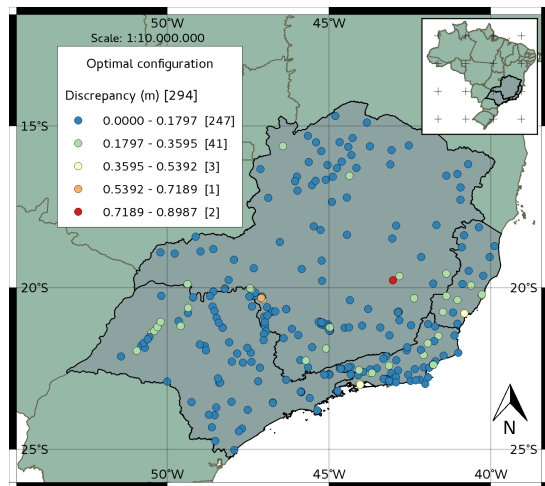 50°W 45°W 40°W
Scale: 1:10.000.000
Optimal configuration
Discrepancy (m) [294]
0.0000 - 0.1797 [247]
0.1797 - 0.3595 [41]
0.3595 - 0.5392 [3]
0.5392 - 0.7189 [1]
0.7189 - 0.8987 [2]
15°S 15°S
20°S 20°S
25°S 25°S
N
50°W 45°W 40°W